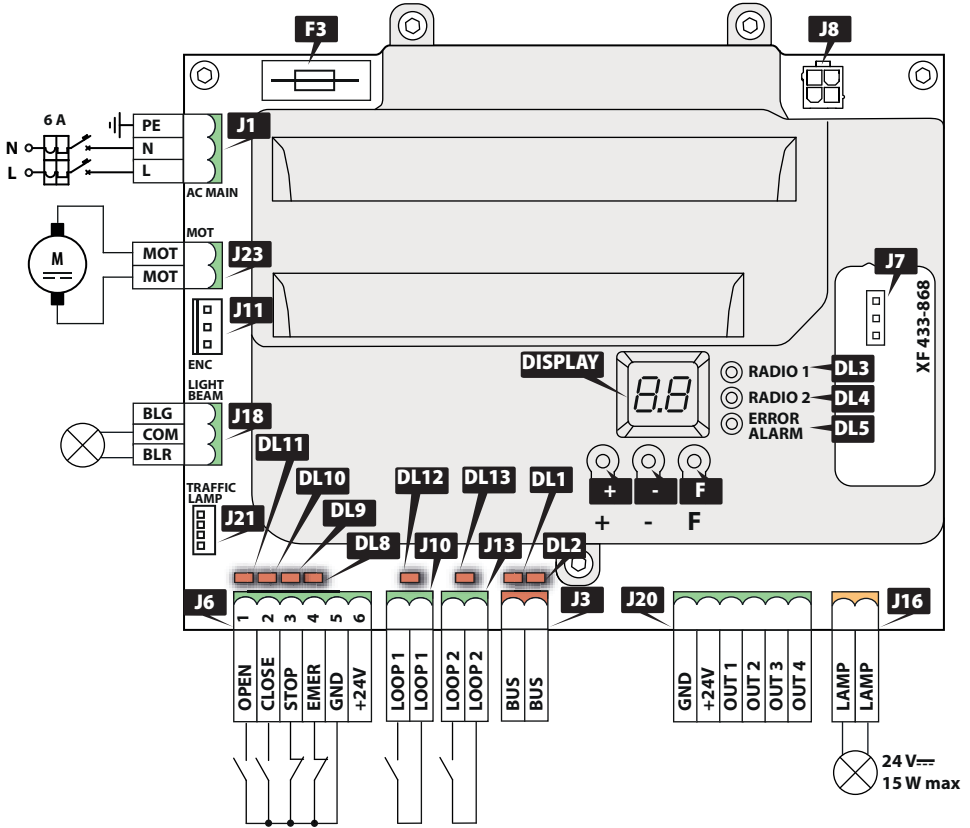 F3
J8
6 A
PE
J1
N
N
L
L
AC MAIN
MOT
MOT
J23
M
MOT
J7
J11
XF 433-868
ENC
DISPLAY
8.8
RADIO 1
DL3
LIGHT
BEAM
RADIO 2
DL4
BLG
J18
ERROR
ALARM
DL5
COM
BLR
DL11
TRAFFIC
LAMP
DL10
DL12
DL13
DL1
+
-
F
J21
DL9
+
-
F
DL8
J10
J13
DL2
J6
J3
J20
J16
1
2
3
4
5
6
OPEN
CLOSE
STOP
EMER
GND
+24V
LOOP 1
LOOP 1
LOOP 2
LOOP 2
BUS
BUS
GND
+24V
OUT 1
OUT 2
OUT 3
OUT 4
LAMP
LAMP
24 V
15 W max